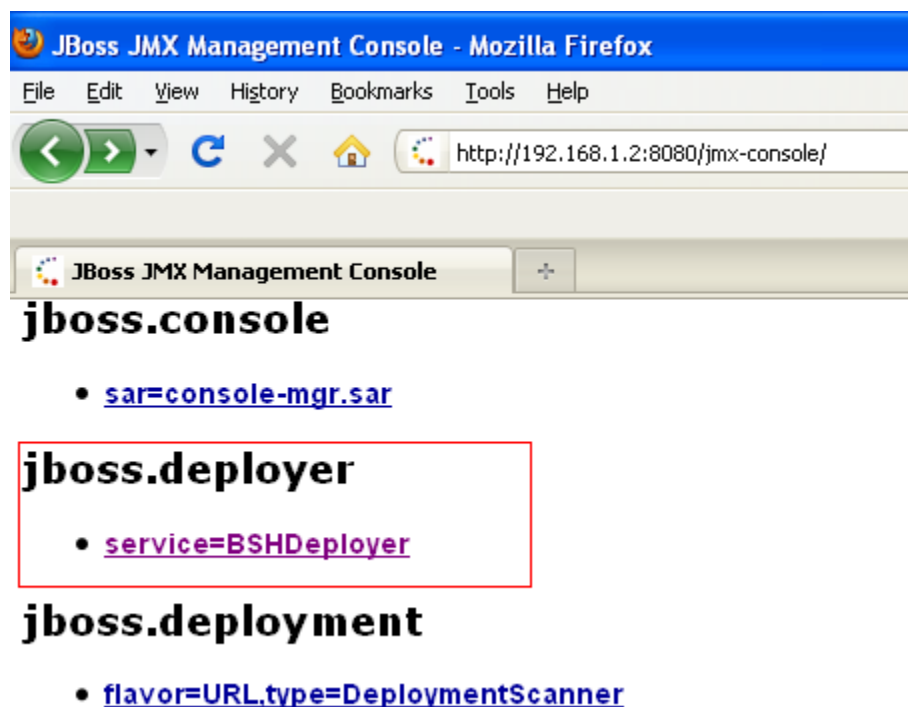 JBoss JMX Management Console - Mozilla Firefox
File Edit View History Bookmarks Tools Help
http://192.168.1.2:8080/jmx-console/
JBoss JMX Management Console
jboss.console
• sar=console-mgr.sar
jboss.deployer
• service=BSHDeployer
jboss.deployment
• flavor=URL,type=DeploymentScanner